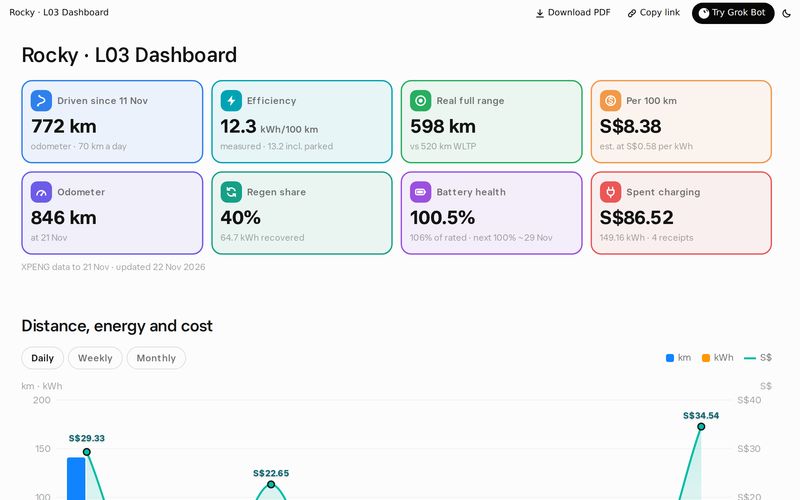 Rocky · L03 Dashboard
Download PDF
Copy link
Try Grok Bot
Rocky · L03 Dashboard
Driven since 11 Nov
772 km
odometer · 70 km a day
Efficiency
12.3 kWh/100 km
measured · 13.2 incl. parked
Real full range
598 km
vs 520 km WLTP
Per 100 km
S$8.38
est. at S$0.58 per kWh
Odometer
846 km
at 21 Nov
Regen share
40%
64.7 kWh recovered
Battery health
100.5%
106% of rated · next 100% ~29 Nov
Spent charging
S$86.52
149.16 kWh · 4 receipts
XPENG data to 21 Nov · updated 22 Nov 2026
Distance, energy and cost
Daily
Weekly
Monthly
km
kWh
S$
km · kWh
S$
200
S$40
S$34.54
S$29.33
150
S$30
S$22.65
100
S$20